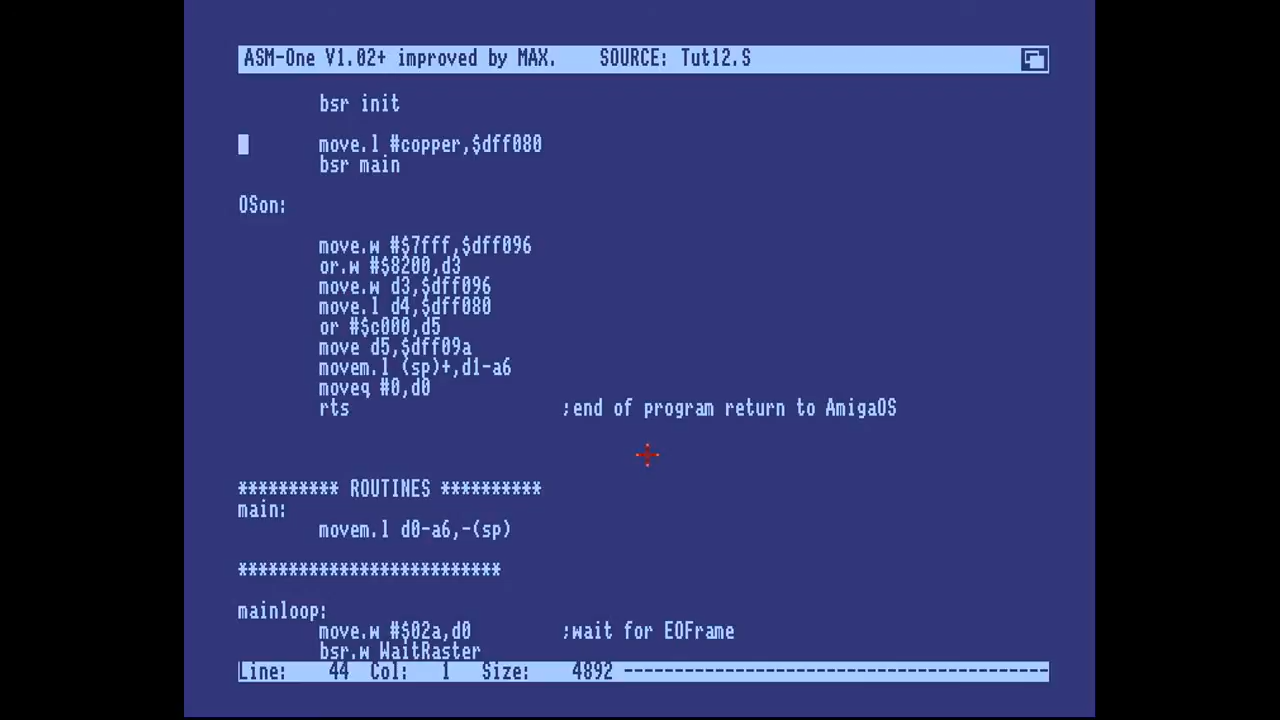 ASM-One V1.02+ improved by MAX. SOURCE: Tut12.S
bsr init
move.l #copper,$dff080
bsr main
OSon:
move.w #$7fff,$dff096
or.w #$8200,d3
move.w d3,$dff096
move.l d4,$dff080
or #$c000,d5
move d5,$dff09a
movem.l (sp)+,d1-a6
moveq #0,d0
rts ;end of program return to AmigaOS
********** ROUTINES **********
main:
movem.l d0-a6,-(sp)
**************************
mainloop:
move.w #$02a,d0 ;wait for EOFrame
bsr.w WaitRaster
Line: 44 Col: 1 Size: 4892 ------------------------------------------